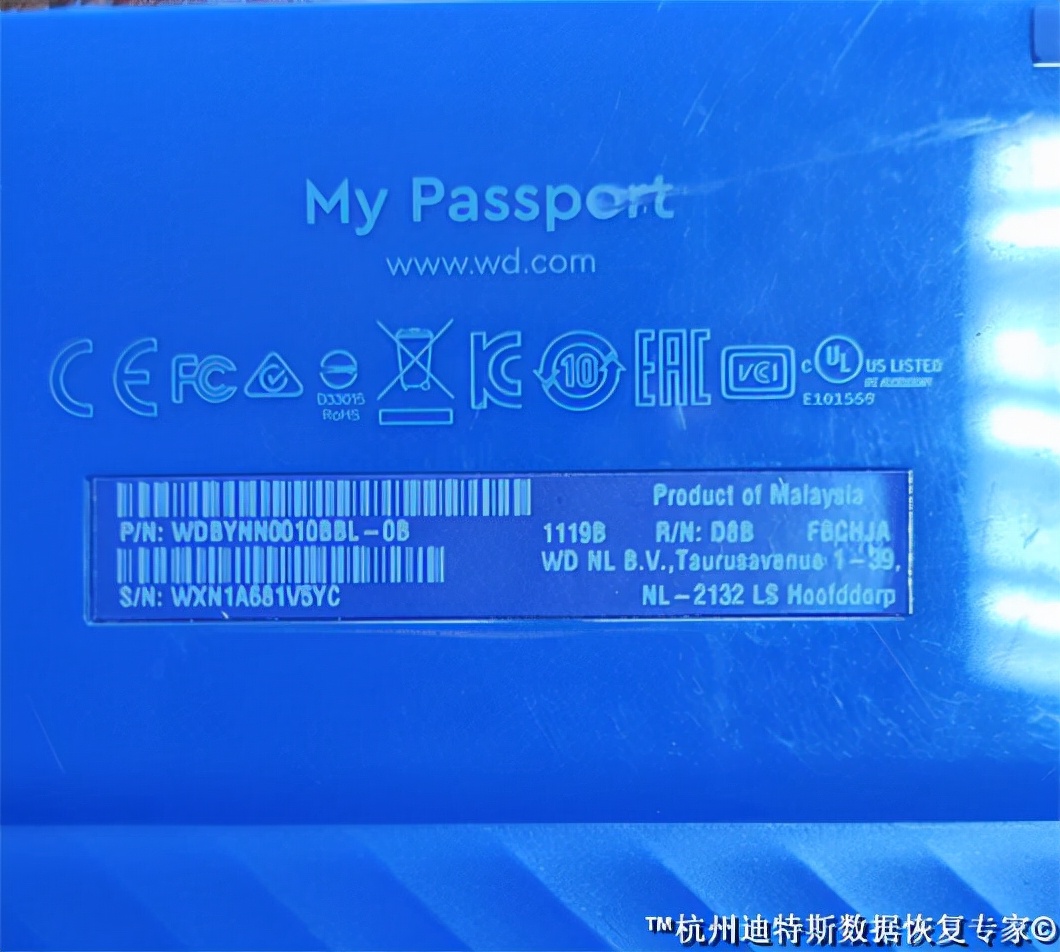 My Passport
www.wd.com
CE FC D33015 RoHS 10 EAC VCI c UL US LISTED
E101559
Product of Malaysia
P/N: WDBYNN0010BBL-0B 1119B R/N: D8B
WD NL B.V.,Taurusavenue 1-39,
S/N: WXN1A681V5YC NL-2132 LS Hoofddorp
™杭州迪特斯数据恢复专家©